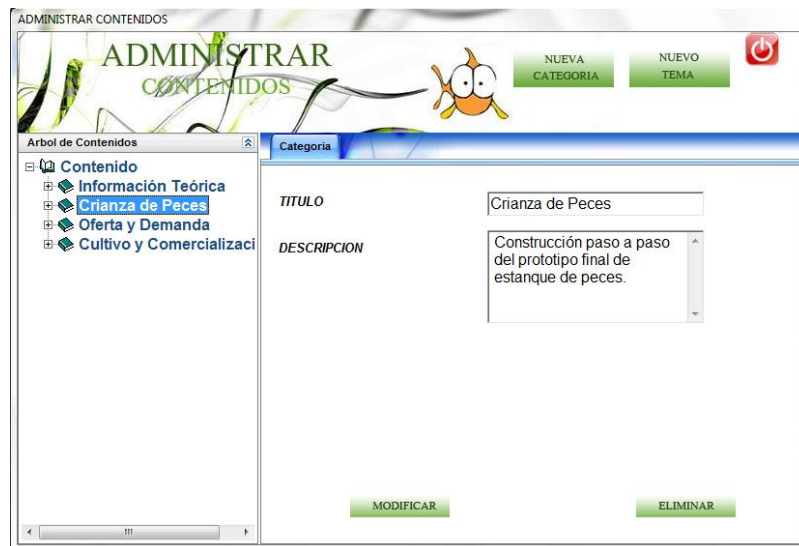 ADMINISTRAR CONTENIDOS
ADMINISTRAR
CONTENIDOS
NUEVA
CATEGORIA
NUEVO
TEMA
Arbol de Contenidos
Contenido
Información Teórica
Crianza de Peces
Oferta y Demanda
Cultivo y Comercializaci
Categoria
TITULO
Crianza de Peces
DESCRIPCION
Construcción paso a paso
del prototipo final de
estanque de peces.
MODIFICAR
ELIMINAR